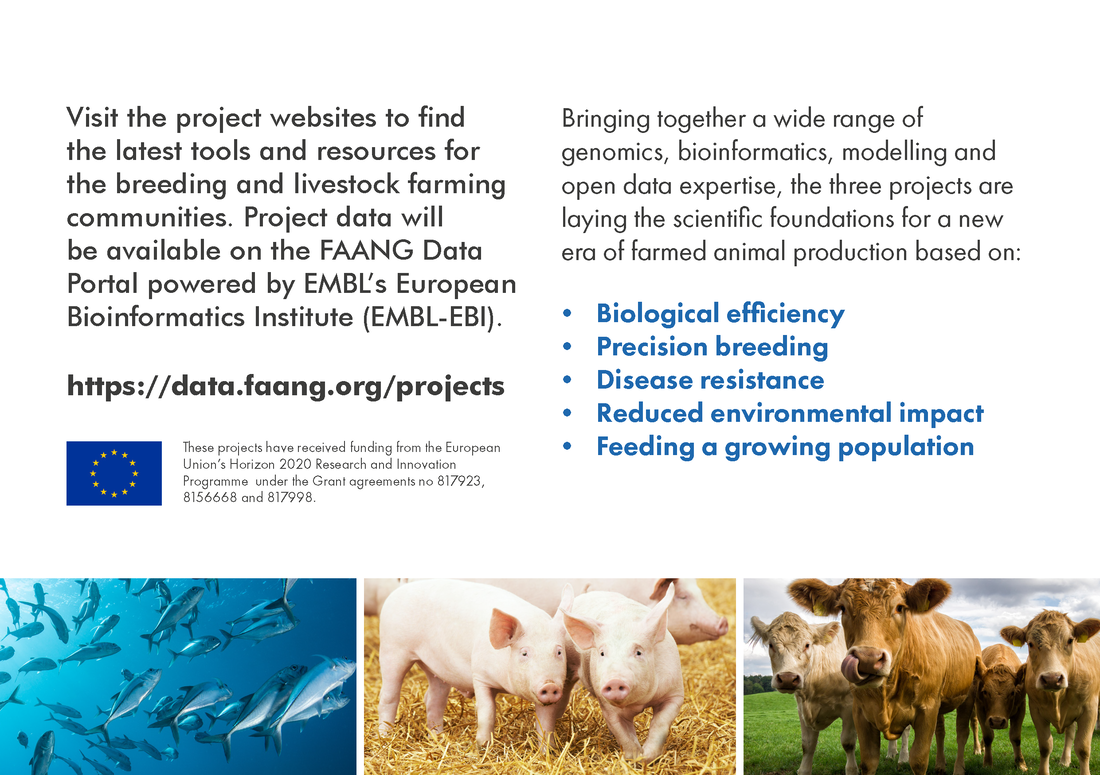 Visit the project websites to find
the latest tools and resources for
the breeding and livestock farming
communities. Project data will
be available on the FAANG Data
Portal powered by EMBL's European
Bioinformatics Institute (EMBL-EBI).
https://data.faang.org/projects
These projects have received funding from the European
Union's Horizon 2020 Research and Innovation
Programme  under the Grant agreements no 817923,
8156668 and 817998.
Bringing together a wide range of
genomics, bioinformatics, modelling and
open data expertise, the three projects are
laying the scientific foundations for a new
era of farmed animal production based on:
• Biological efficiency
• Precision breeding
• Disease resistance
• Reduced environmental impact
• Feeding a growing population